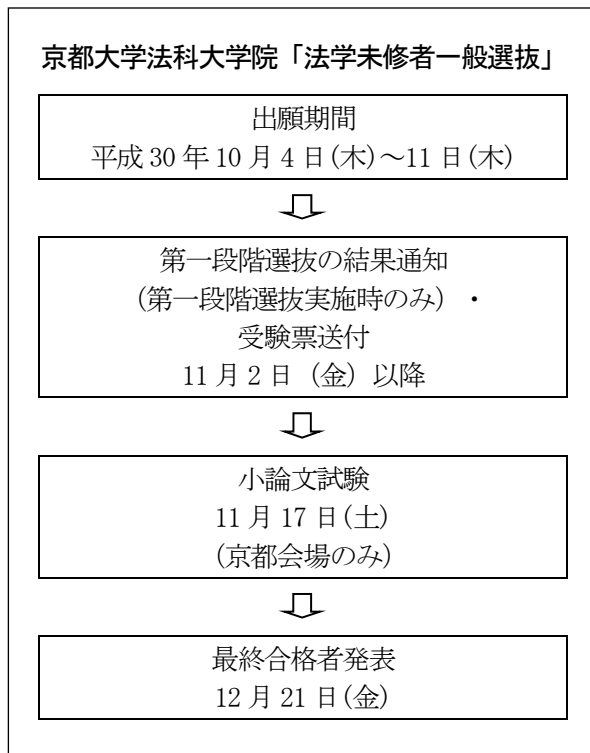 京都大学法科大学院「法学未修者一般選抜」
出願期間
平成30年10月4日(木)～11日(木)
第一段階選抜の結果通知
(第一段階選抜実施時のみ)・
受験票送付
11月2日（金）以降
小論文試験
11月17日(土)
(京都会場のみ)
最終合格者発表
12月21日(金)